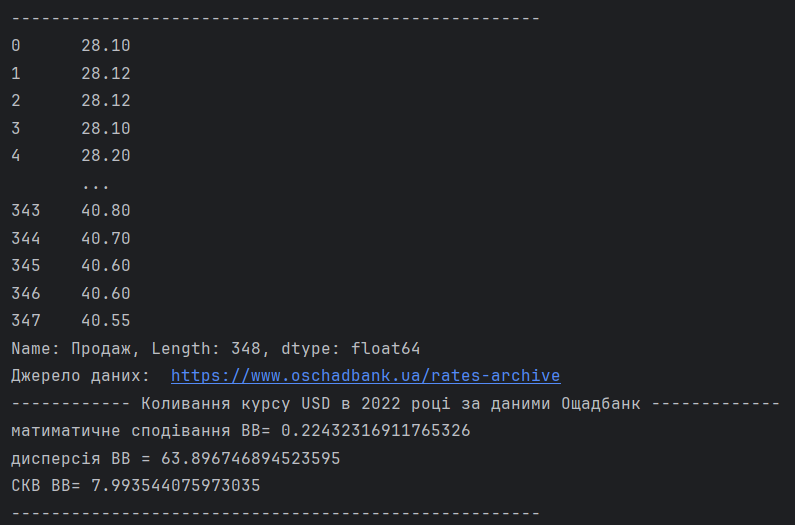 -----------------------------------------------------
0      28.10
1      28.12
2      28.12
3      28.10
4      28.20
       ...
343    40.80
344    40.70
345    40.60
346    40.60
347    40.55
Name: Продаж, Length: 348, dtype: float64
Джерело даних:  https://www.oschadbank.ua/rates-archive
------------ Коливання курсу USD в 2022 році за даними Ощадбанк -------------
матиматичне сподівання ВВ= 0.22432316911765326
дисперсія ВВ = 63.896746894523595
СКВ ВВ= 7.993544075973035
-----------------------------------------------------